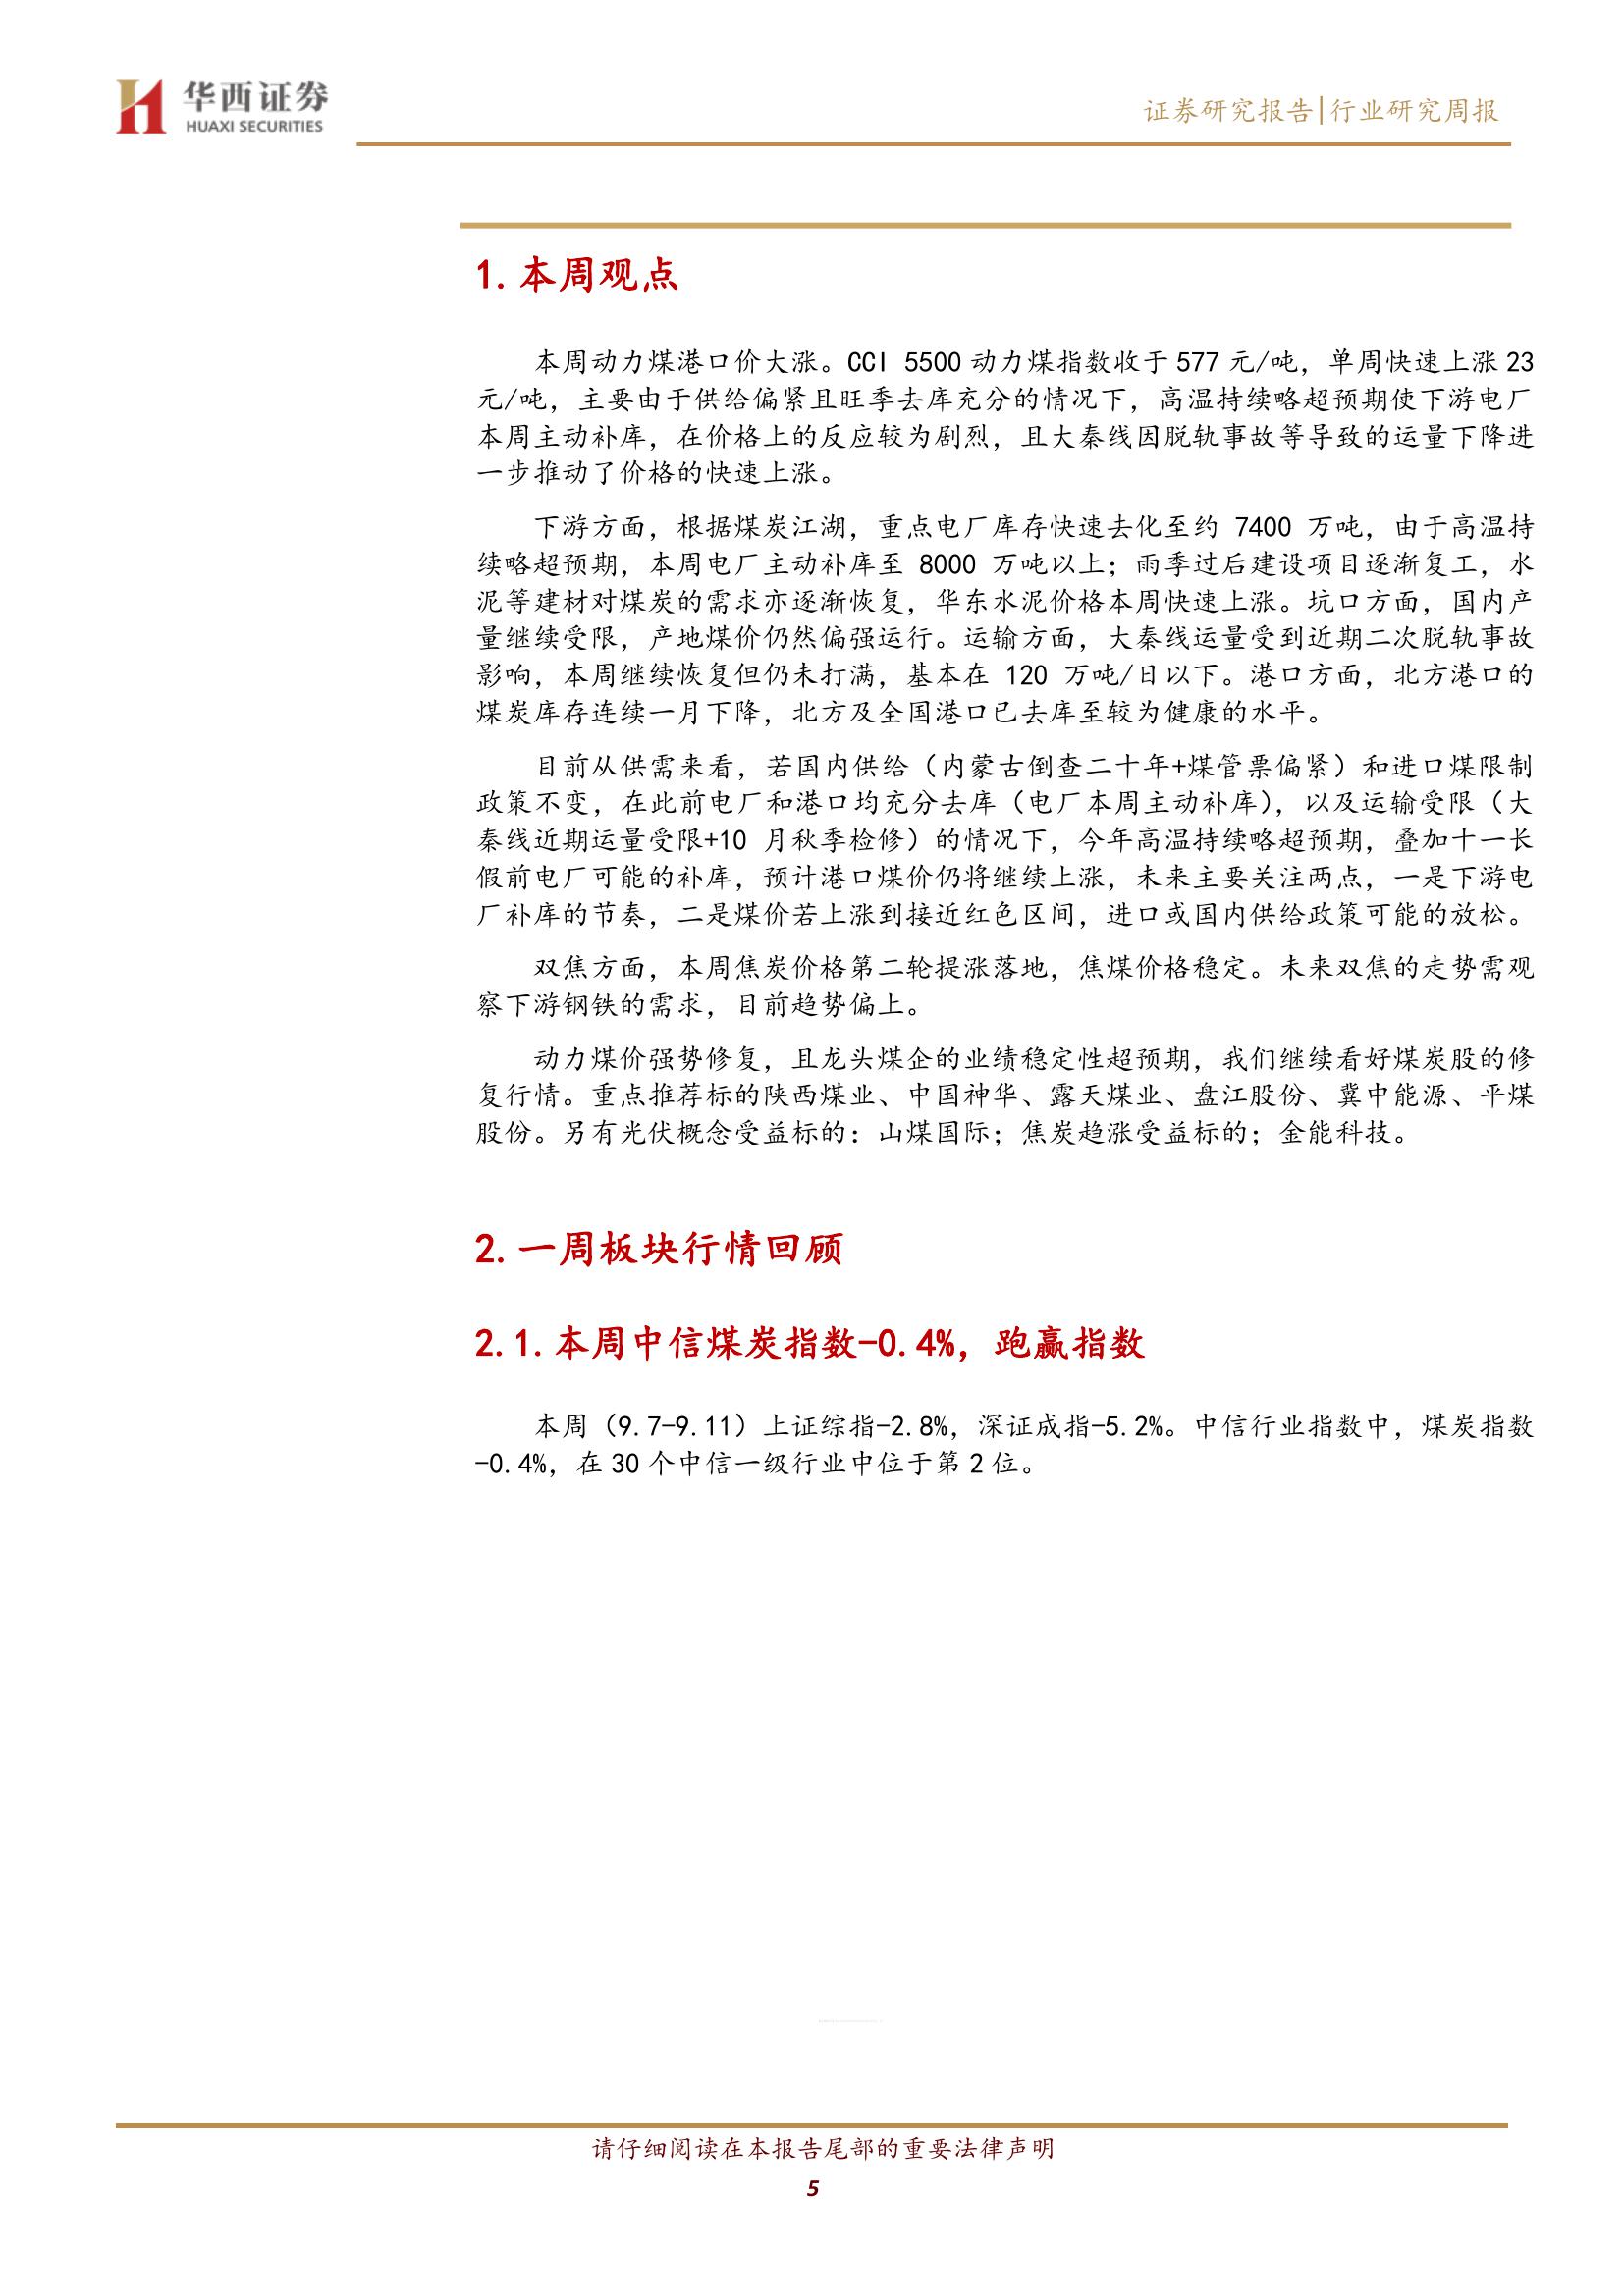 华西证券
HUAXI SECURITIES
证券研究报告|行业研究周报
1.本周观点
本周动力煤港口价大涨。CCI 5500动力煤指数收于577元/吨，单周快速上涨23
元/吨，主要由于供给偏紧且旺季去库充分的情况下，高温持续略超预期使下游电厂
本周主动补库，在价格上的反应较为剧烈，且大秦线因脱轨事故等导致的运量下降进
一步推动了价格的快速上涨。
下游方面，根据煤炭江湖，重点电厂库存快速去化至约 7400 万吨，由于高温持
续略超预期，本周电厂主动补库至 8000 万吨以上；雨季过后建设项目逐渐复工，水
泥等建材对煤炭的需求亦逐渐恢复，华东水泥价格本周快速上涨。坑口方面，国内产
量继续受限，产地煤价仍然偏强运行。运输方面，大秦线运量受到近期二次脱轨事故
影响，本周继续恢复但仍未打满，基本在 120 万吨/日以下。港口方面，北方港口的
煤炭库存连续一月下降，北方及全国港口已去库至较为健康的水平。
目前从供需来看，若国内供给（内蒙古倒查二十年+煤管票偏紧）和进口煤限制
政策不变，在此前电厂和港口均充分去库（电厂本周主动补库），以及运输受限（大
秦线近期运量受限+10 月秋季检修）的情况下，今年高温持续略超预期，叠加十一长
假前电厂可能的补库，预计港口煤价仍将继续上涨，未来主要关注两点，一是下游电
厂补库的节奏，二是煤价若上涨到接近红色区间，进口或国内供给政策可能的放松。
双焦方面，本周焦炭价格第二轮提涨落地，焦煤价格稳定。未来双焦的走势需观
察下游钢铁的需求，目前趋势偏上。
动力煤价强势修复，且龙头煤企的业绩稳定性超预期，我们继续看好煤炭股的修
复行情。重点推荐标的陕西煤业、中国神华、露天煤业、盘江股份、冀中能源、平煤
股份。另有光伏概念受益标的：山煤国际；焦炭趋涨受益标的；金能科技。
2.一周板块行情回顾
2.1.本周中信煤炭指数-0.4%，跑赢指数
本周（9.7-9.11）上证综指-2.8%，深证成指-5.2%。中信行业指数中，煤炭指数
-0.4%，在30个中信一级行业中位于第2位。
请仔细阅读在本报告尾部的重要法律声明
5